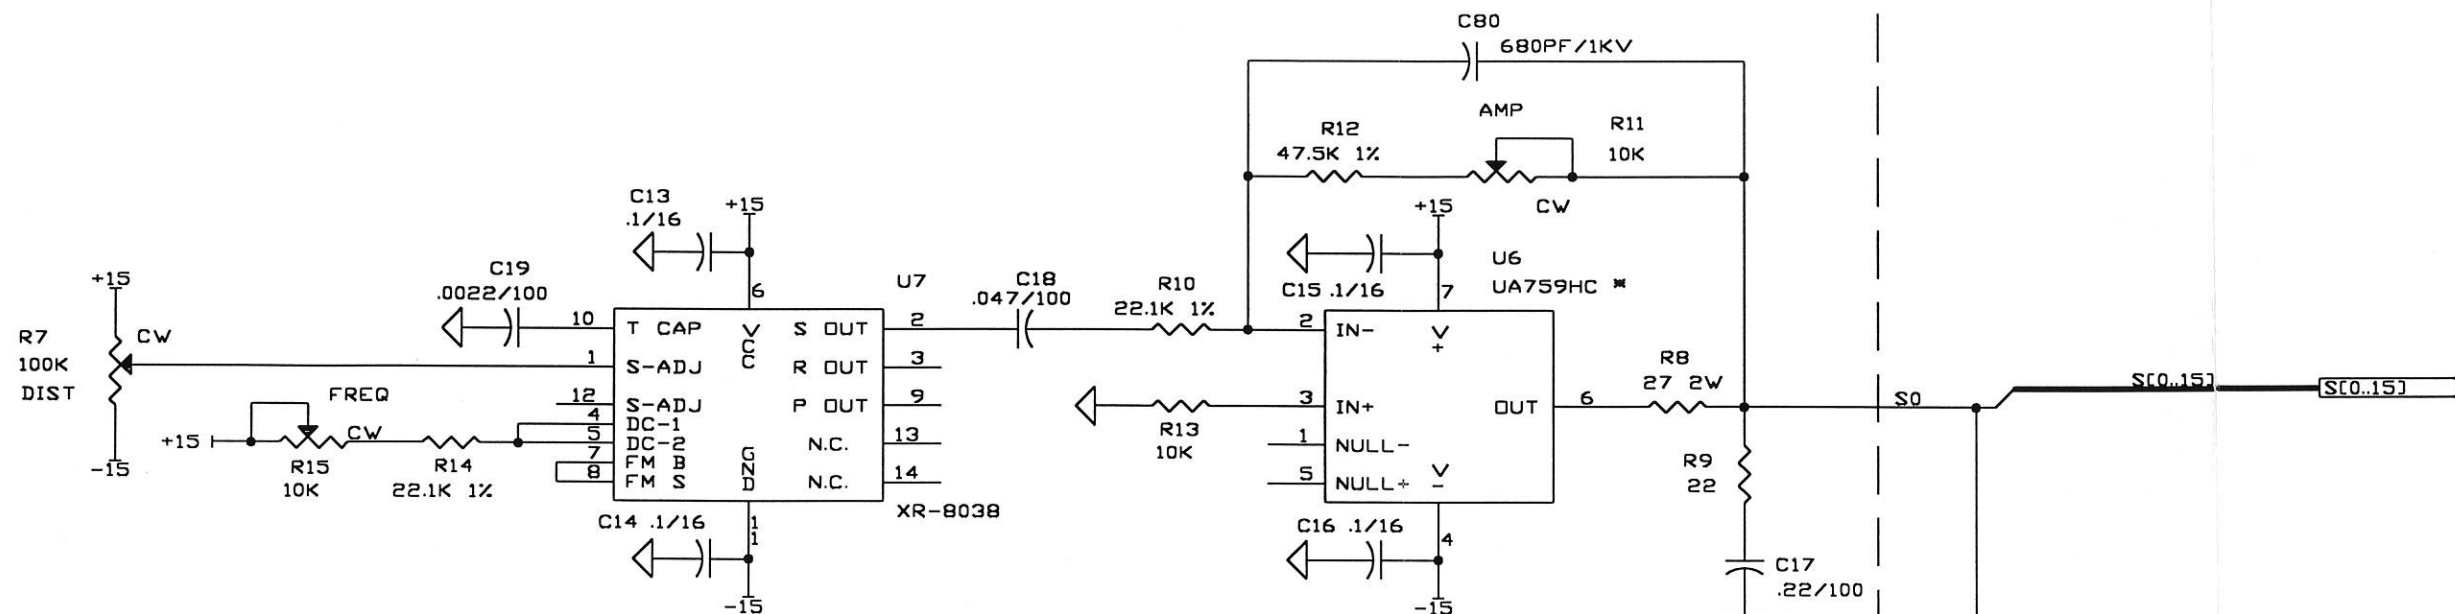 C80
680PF/1KV
AMP
R12
47.5K 1%
R11
10K
CW
C13
.1/16
+15
6
+15
R7
100K
DIST
CW
-15
C19
.0022/100
10
1
12
4
5
7
8
FREQ
+15
CW
R15
10K
R14
22.1K 1%
T CAP
S-ADJ
S-ADJ
DC-1
DC-2
FM B
FM S
VCC
GND
S OUT
R OUT
P OUT
N.C.
N.C.
2
3
9
13
14
U7
XR-8038
C14 .1/16
11
-15
C18
.047/100
R10
22.1K 1%
+15
C15 .1/16
7
U6
UA759HC *
2
3
1
5
IN-
IN+
NULL-
NULL+
V+
V-
OUT
6
R13
10K
C16 .1/16
4
-15
R8
27 2W
R9
22
C17
.22/100
S0
S[0..15]
S[0..15]